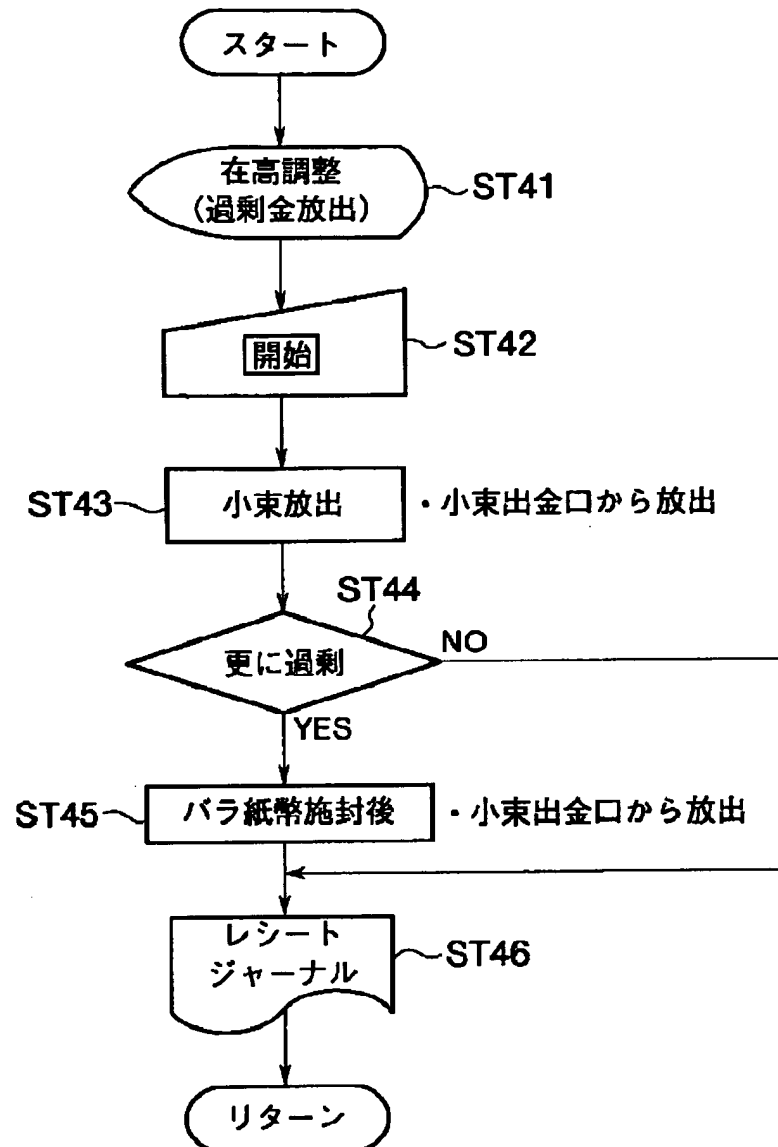 スタート
在高調整
(過剰金放出)
ST41
開始
ST42
ST43
小束放出
・小束出金口から放出
ST44
更に過剰
NO
YES
ST45
バラ紙幣施封後
・小束出金口から放出
レシート
ジャーナル
ST46
リターン